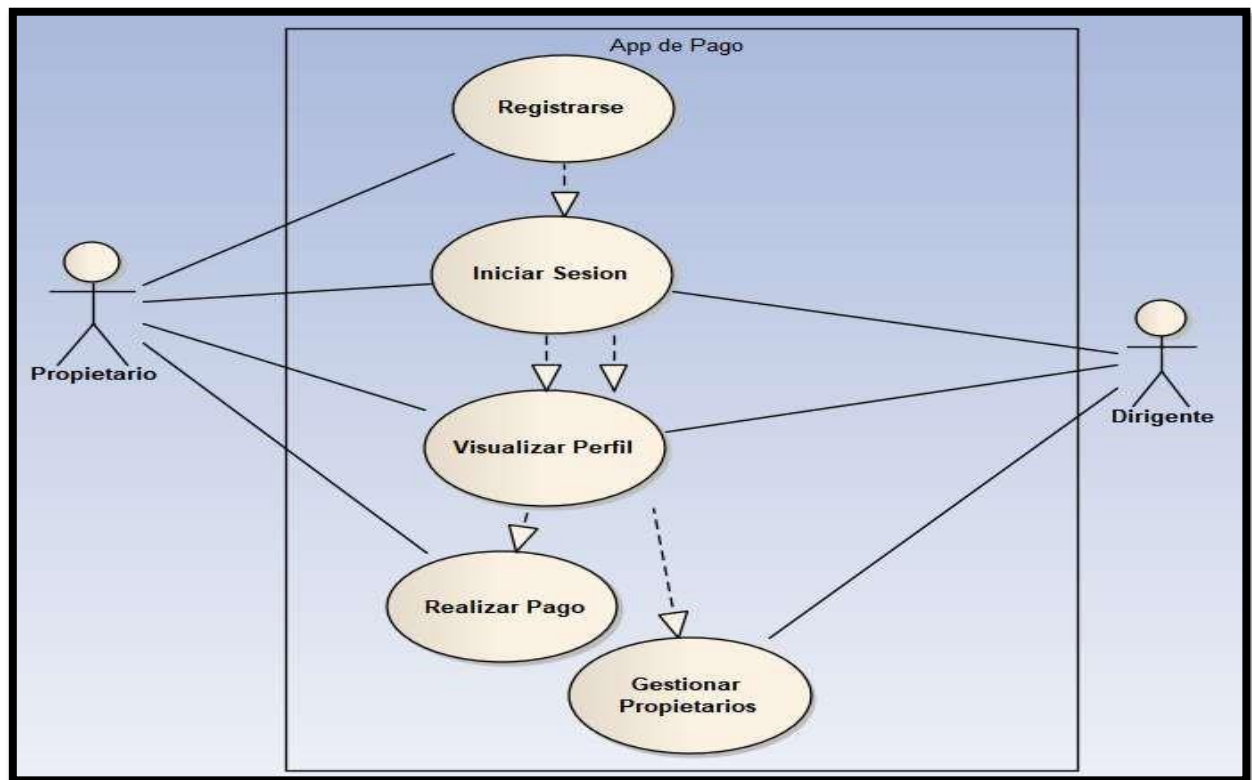 App de Pago
Registrarse
Iniciar Sesion
Propietario
Dirigente
Visualizar Perfil
Realizar Pago
Gestionar
Propietarios